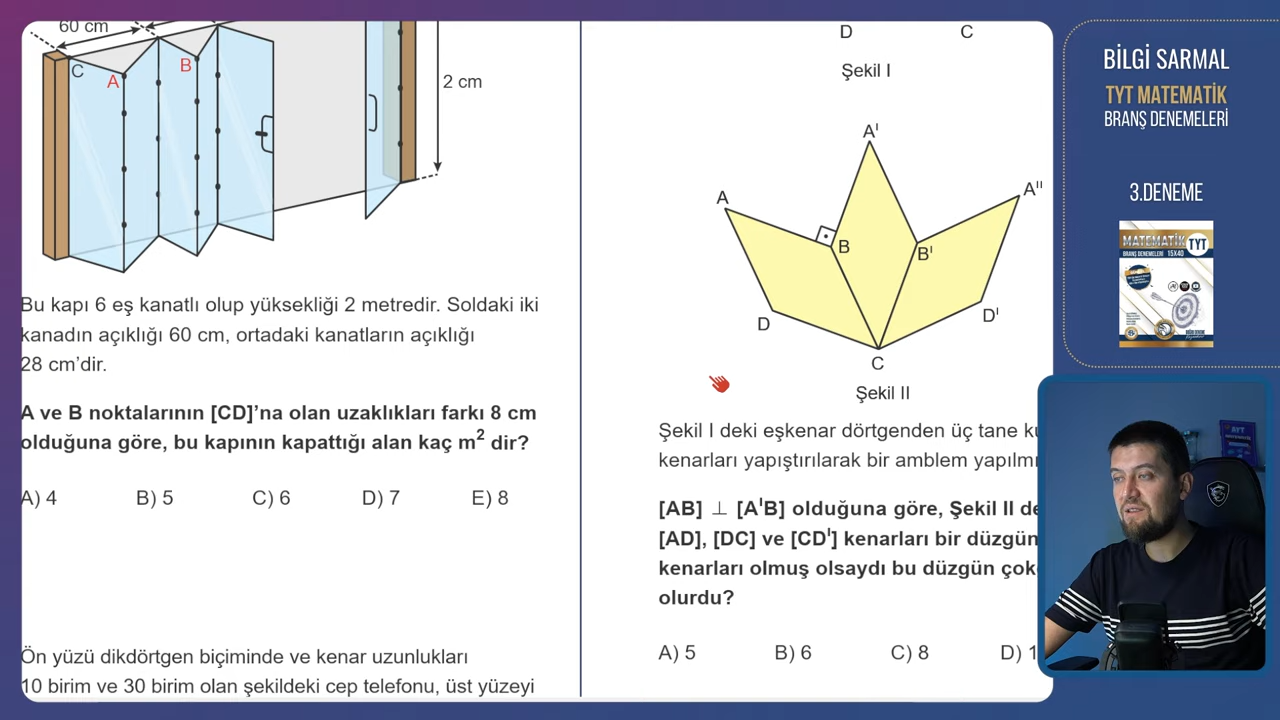 60 cm
C
A
B
2 cm
Bu kapı 6 eş kanatlı olup yüksekliği 2 metredir. Soldaki iki
kanadın açıklığı 60 cm, ortadaki kanatların açıklığı
28 cm’dir.
A ve B noktalarının [CD]’na olan uzaklıkları farkı 8 cm
olduğuna göre, bu kapının kapattığı alan kaç m² dir?
A) 4 B) 5 C) 6 D) 7 E) 8
Ön yüzü dikdörtgen biçiminde ve kenar uzunlukları
10 birim ve 30 birim olan şekildeki cep telefonu, üst yüzeyi
D C
Şekil I
A'
A
A''
B
B'
D
D'
C
Şekil II
Şekil I deki eşkenar dörtgenden üç tane
kenarları yapıştırılarak bir amblem
[AB] ⊥ [A'B] olduğuna göre, Şekil II
[AD], [DC] ve [CD'] kenarları bir düzgün
kenarları olmuş olsaydı bu düzgün
olurdu?
A) 5 B) 6 C) 8 D) 1
BİLGİ SARMAL
TYT MATEMATİK
BRANŞ DENEMELERİ
3.DENEME
MATEMATİK TYT
BRANŞ DENEMELERİ 15X40
AYT